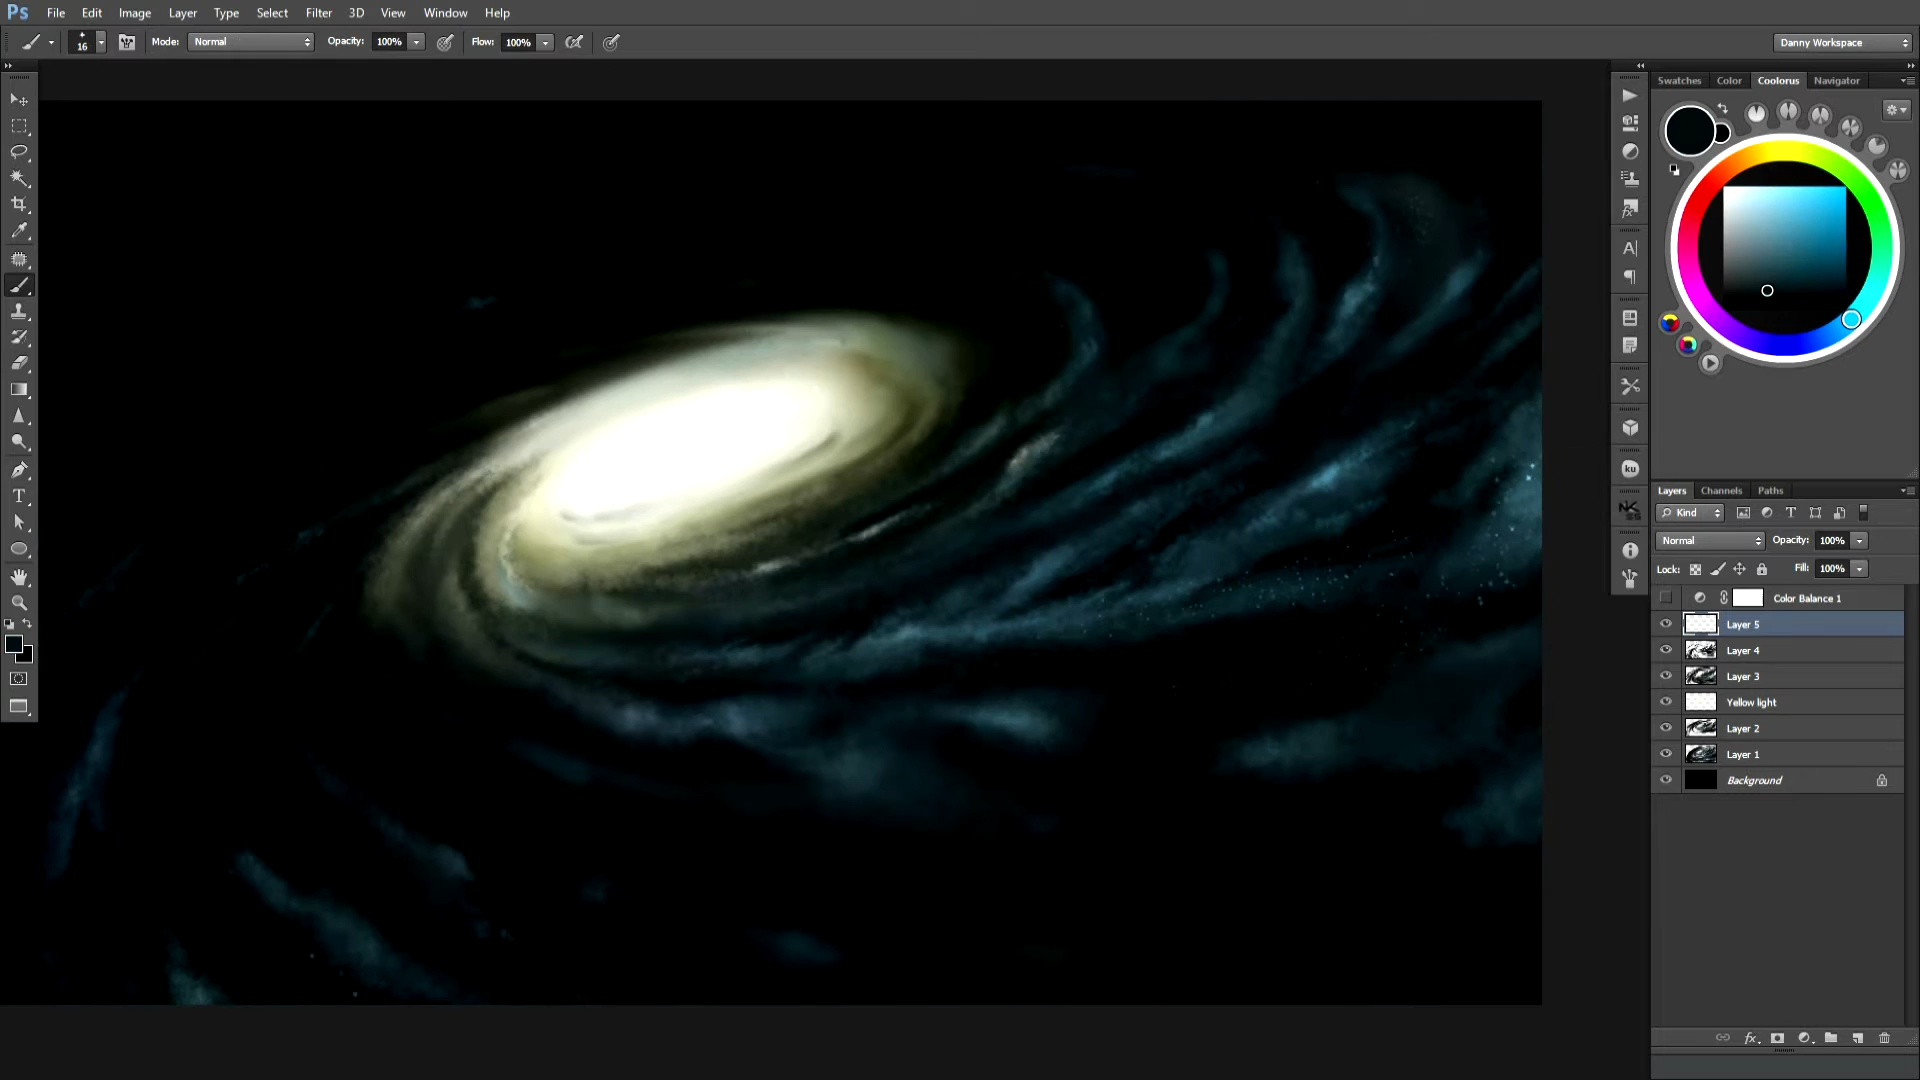 Ps File Edit Image Layer Type Select Filter 3D View Window Help
16 Mode: Normal Opacity: 100% Flow: 100% Danny Workspace
Swatches Color Coolorus Navigator
A
ku
Layers Channels Paths
Kind T
Normal Opacity: 100%
Lock: Fill: 100%
Color Balance 1
Layer 5
Layer 4
Layer 3
Yellow light
Layer 2
Layer 1
Background
fx